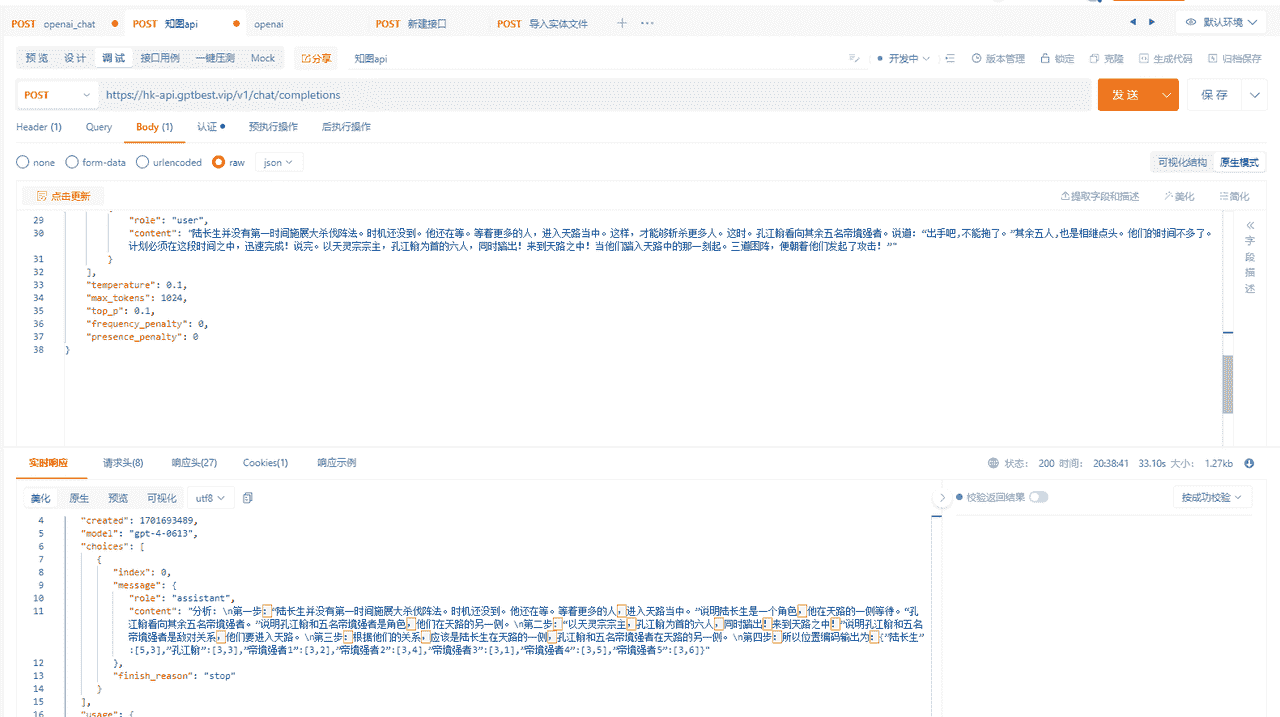 POST openai_chat POST 知图api openai POST 新建接口 POST 导入实体文件 默认环境
预览 设计 调试 接口用例 一键压测 Mock 分享 知图api 开发中 版本管理 锁定 克隆 生成代码 归档保存
POST https://hk-api.gptbest.vip/v1/chat/completions 发送 保存
Header (1) Query Body (1) 认证 预执行操作 后执行操作
none form-data urlencoded raw json 可视化结构 原生模式
点击更新 提取字段和描述 美化 简化
29 "role": "user",
30 "content": "陆长生并没有第一时间施展大杀伐阵法。时机还没到。他还在等。等着更多的人，进入天路当中。这样，才能够斩杀更多人。这时。孔江翰看向其余五名帝境强者。说道：“出手吧,不能拖了。”其余五人,也是相继点头。他们的时间不多了。
计划必须在这段时间之中，迅速完成！说完。以天灵宗宗主，孔江翰为首的六人，同时踏出！来到天路之中！当他们踏入天路中的那一刻起。三道困阵，便朝着他们发起了攻击！”"
31 }
32 ],
33 "temperature": 0.1,
34 "max_tokens": 1024,
35 "top_p": 0.1,
36 "frequency_penalty": 0,
37 "presence_penalty": 0
38 }
字段描述
实时响应 请求头(8) 响应头(27) Cookies(1) 响应示例 状态： 200 时间： 20:38:41 33.10s 大小： 1.27kb
美化 原生 预览 可视化 utf8 校验返回结果 按成功校验
4 "created": 1701693489,
5 "model": "gpt-4-0613",
6 "choices": [
7 {
8 "index": 0,
9 "message": {
10 "role": "assistant",
11 "content": "分析: \n第一步：“陆长生并没有第一时间施展大杀伐阵法。时机还没到。他还在等。等着更多的人，进入天路当中。”说明陆长生是一个角色，他在天路的一侧等待。“孔
江翰看向其余五名帝境强者。”说明孔江翰和五名帝境强者是角色，他们在天路的另一侧。\n第二步：“以天灵宗宗主，孔江翰为首的六人，同时踏出！来到天路之中！”说明孔江翰和五名
帝境强者是敌对关系，他们要进入天路。\n第三步：根据他们的关系，应该是陆长生在天路的一侧，孔江翰和五名帝境强者在天路的另一侧。\n第四步：所以位置编码输出为：{“陆长生”
:[5,3],”孔江翰”:[3,3],”帝境强者1”:[3,2],”帝境强者2”:[3,4],”帝境强者3”:[3,1],”帝境强者4”:[3,5],”帝境强者5”:[3,6]}"
12 },
13 "finish_reason": "stop"
14 }
15 ],
16 "usage": {